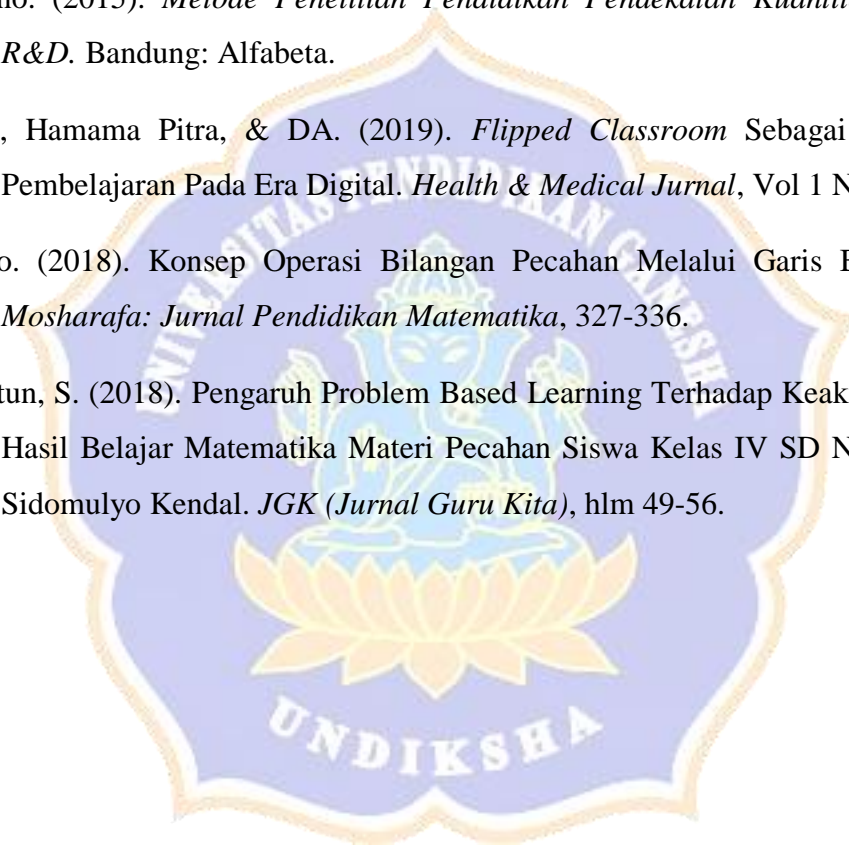 no. (2015). Metode Penelitian Pendidikan Pendekatan
R&D. Bandung: Alfabeta.
, Hamama Pitra, & DA. (2019). Flipped Classroom Sebagai
Pembelajaran Pada Era Digital. Health & Medical Jurnal, Vol 1 N
o. (2018). Konsep Operasi Bilangan Pecahan Melalui Garis
Mosharafa: Jurnal Pendidikan Matematika, 327-336.
tun, S. (2018). Pengaruh Problem Based Learning Terhadap
Hasil Belajar Matematika Materi Pecahan Siswa Kelas IV SD N
Sidomulyo Kendal. JGK (Jurnal Guru Kita), hlm 49-56.
UNIVERSITAS PENDIDIKAN GANESHA
UNDIKSHA